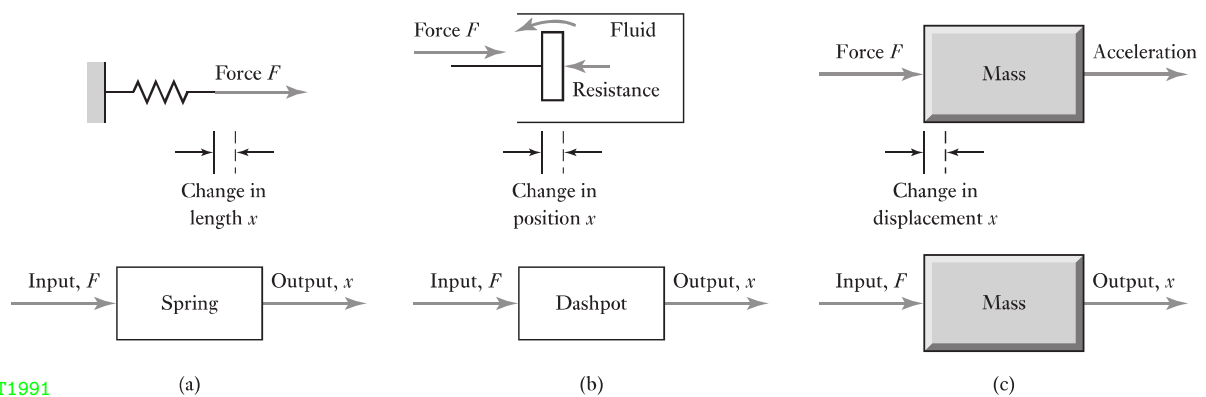 Force F
Change in
length x
Input, F
Spring
Output, x
(a)
Force F
Fluid
Resistance
Change in
position x
Input, F
Dashpot
Output, x
(b)
Force F
Mass
Acceleration
Change in
displacement x
Input, F
Mass
Output, x
(c)
T1991